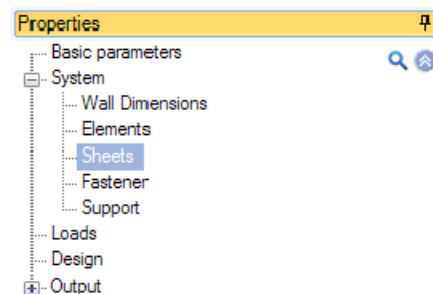 Properties
Basic parameters
System
Wall Dimensions
Elements
Sheets
Fastener
Support
Loads
Design
Output